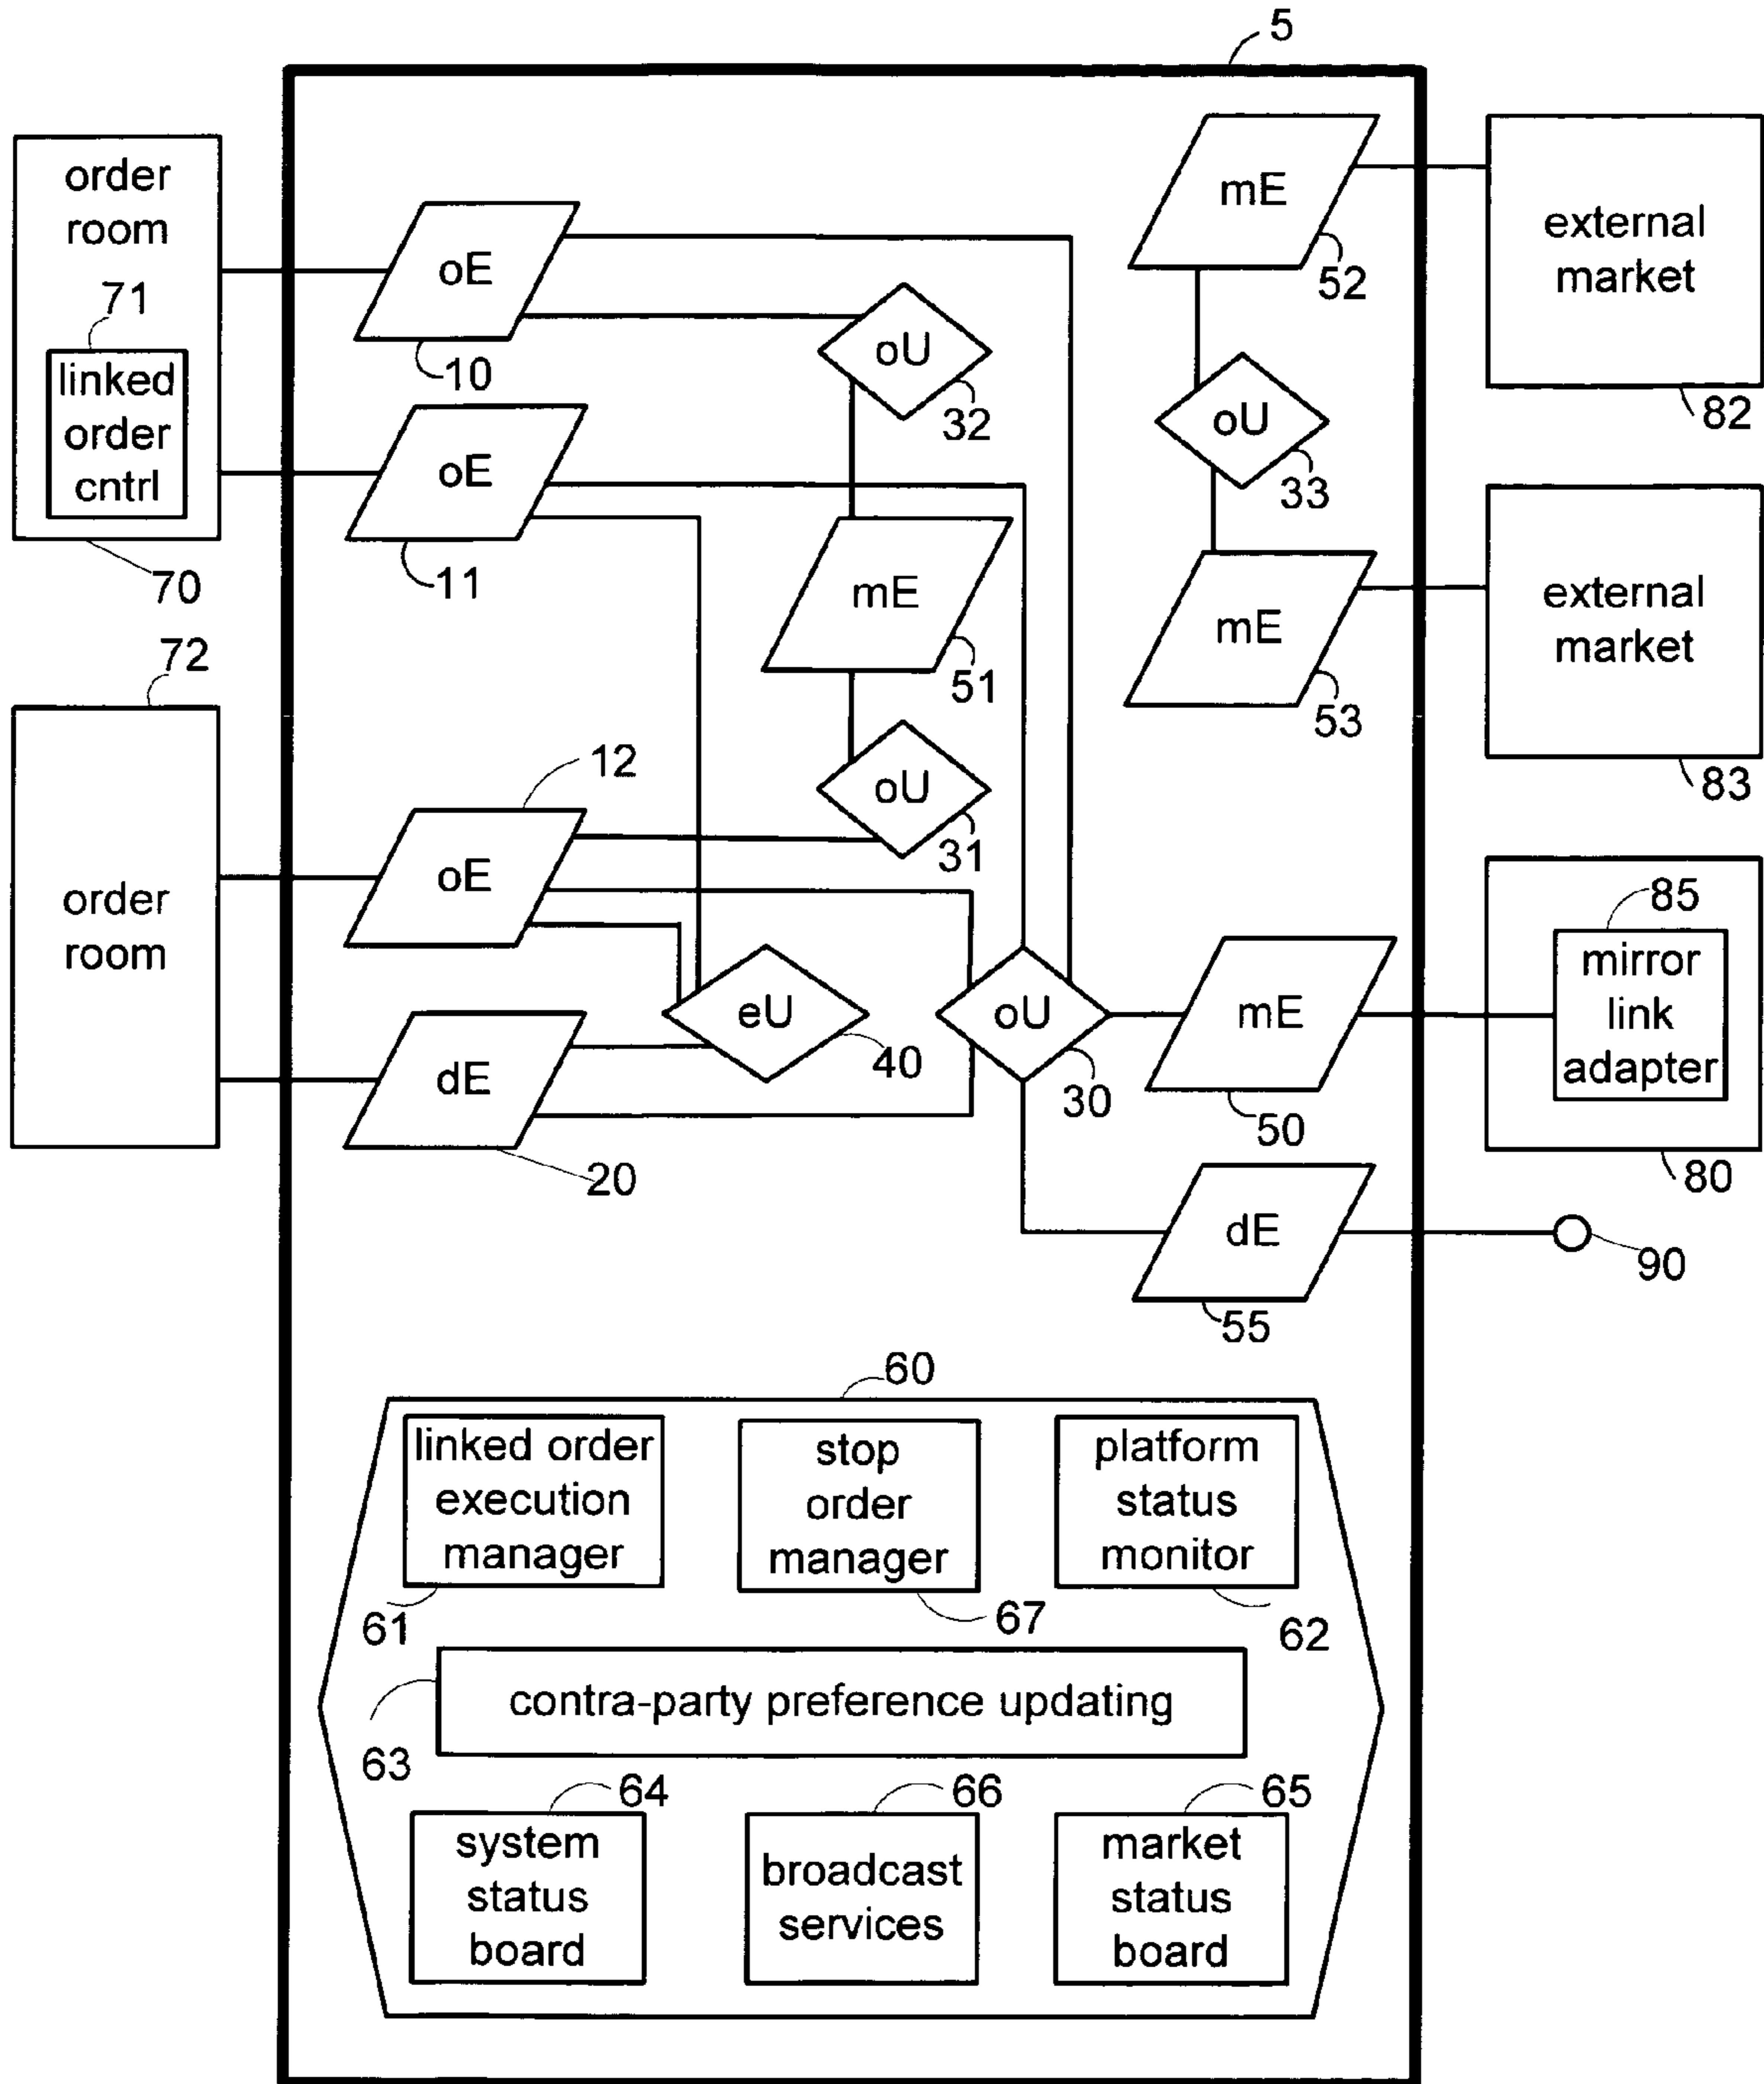 5
order
room
71
linked
order
cntrl
70
oE
10
oE
11
oU
32
mE
51
oU
31
mE
52
oU
33
mE
53
external
market
82
external
market
83
72
order
room
12
oE
dE
20
eU
40
oU
30
mE
50
85
mirror
link
adapter
80
dE
55
90
60
linked order
execution
manager
61
stop
order
manager
67
platform
status
monitor
62
contra-party preference updating
63
64
system
status
board
66
broadcast
services
65
market
status
board